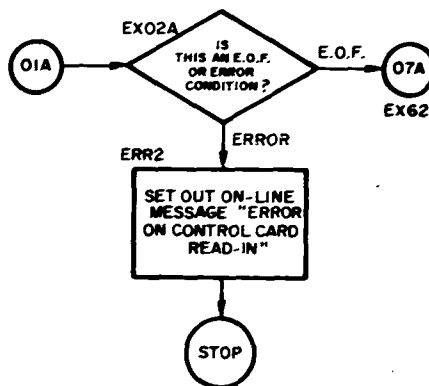 EX02A
01A
IS
THIS AN E.O.F.
OR ERROR
CONDITION?
E.O.F.
07A
EX62
ERROR
ERR2
SET OUT ON-LINE
MESSAGE "ERROR
ON CONTROL CARD
READ-IN"
STOP